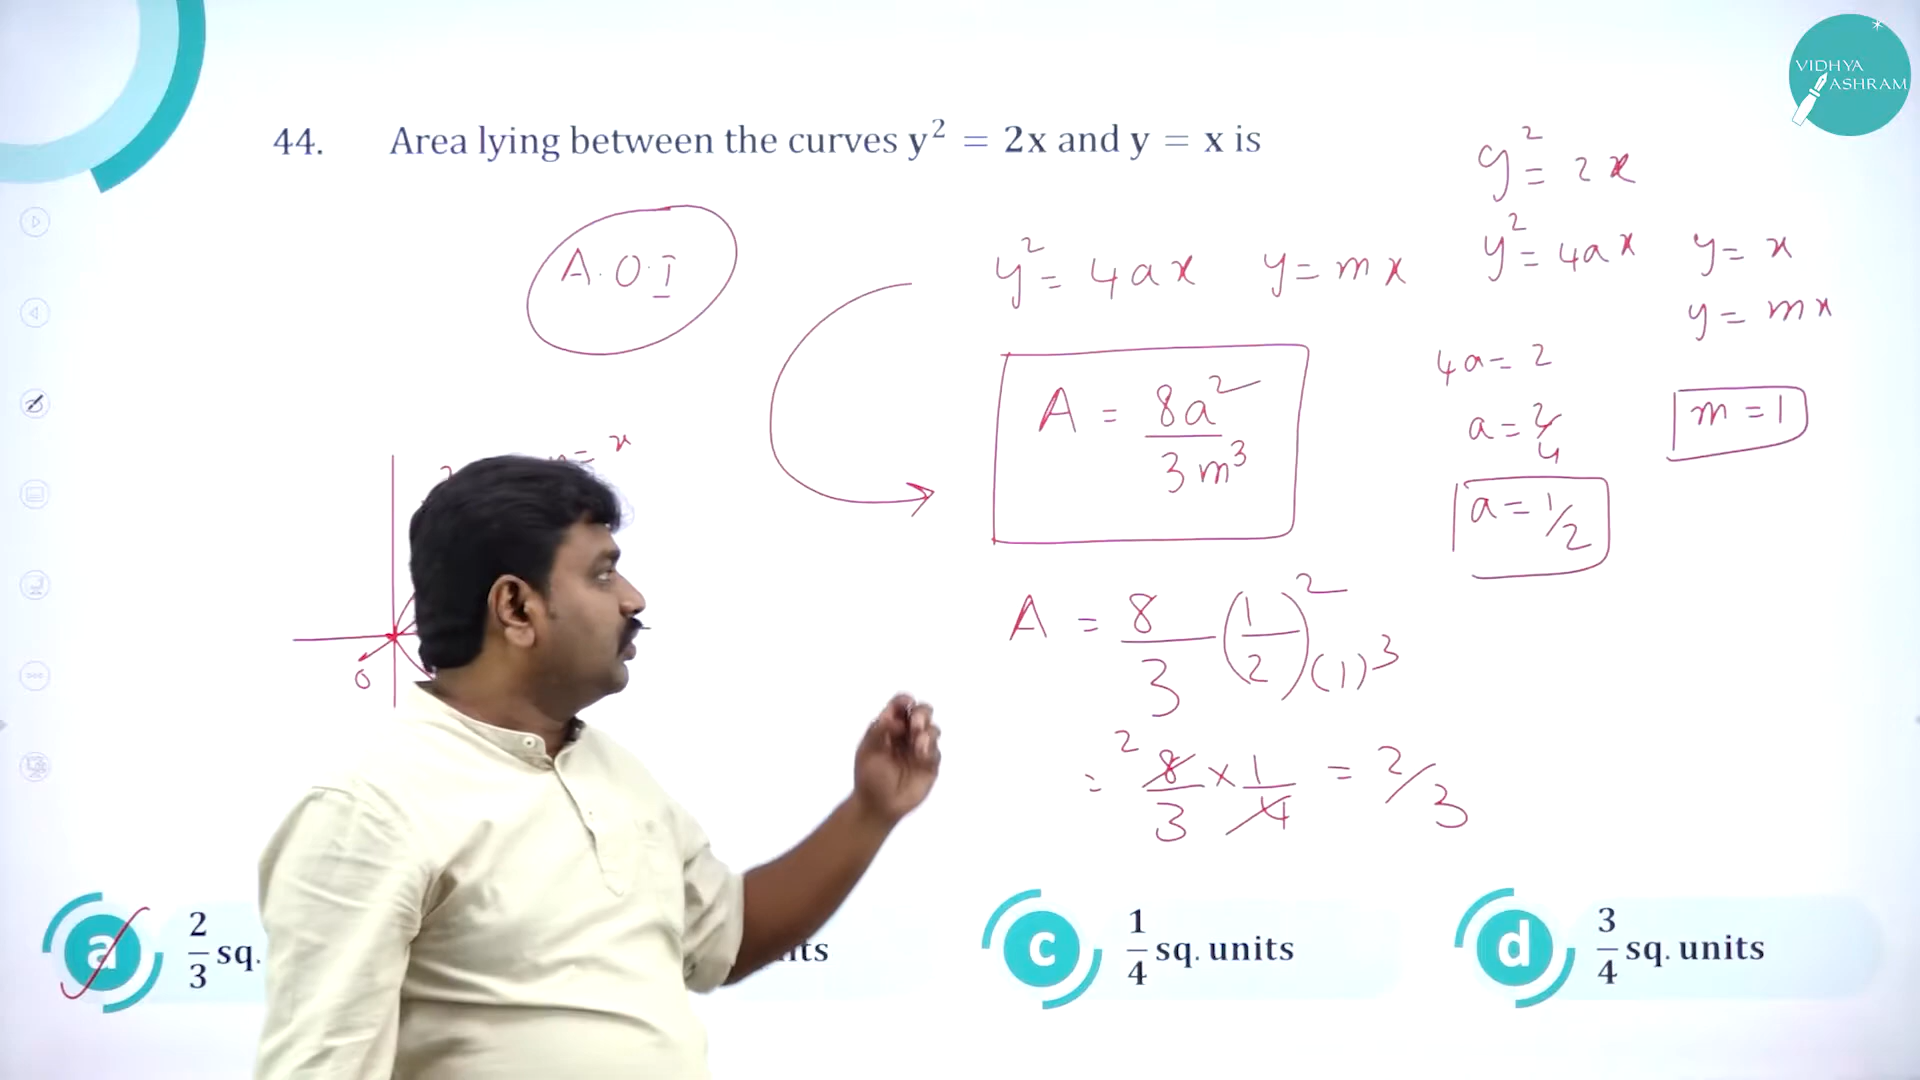 VIDHYA
ASHRAM
44. Area lying between the curves y² = 2x and y = x is
A.O.I
y² = 4ax y = mx
A = 8a²/3m³
y² = 2x
y² = 4ax
y = x
y = mx
4a = 2
a = 2/4
a = 1/2
m = 1
x
0
A = 8/3 (1/2)² (1)³
= 2 8/3 × 1/4 = 2/3
a 2/3 sq.
c 1/4 sq. units
d 3/4 sq. units